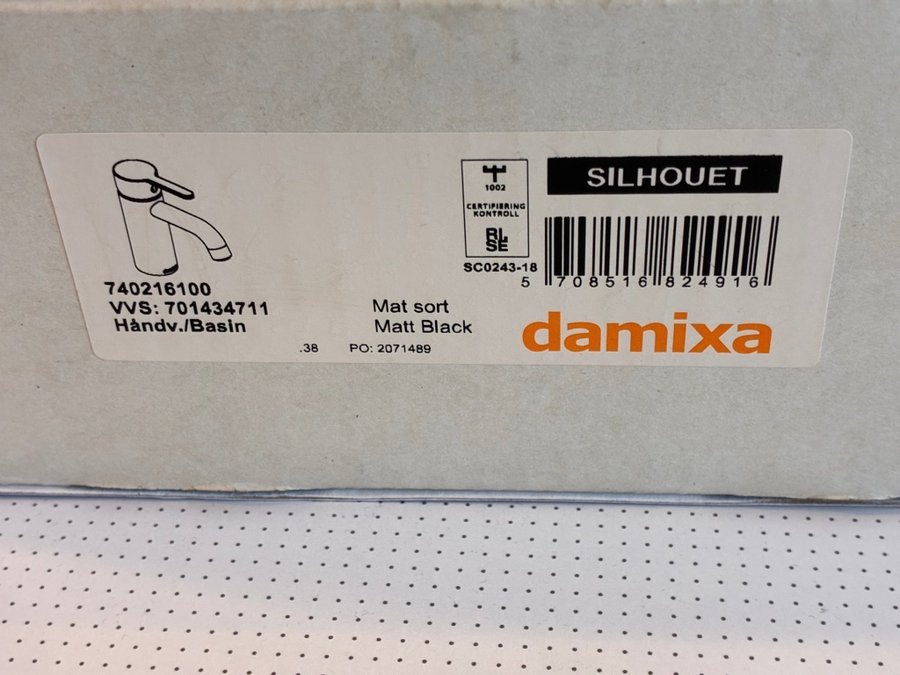 SILHOUET
1002
CERTIFIERING
KONTROLL
RI.
SE
SC0243-18
5 708516 824916
740216100
VVS: 701434711
Håndv./Basin
Mat sort
Matt Black
.38 PO: 2071489
damixa